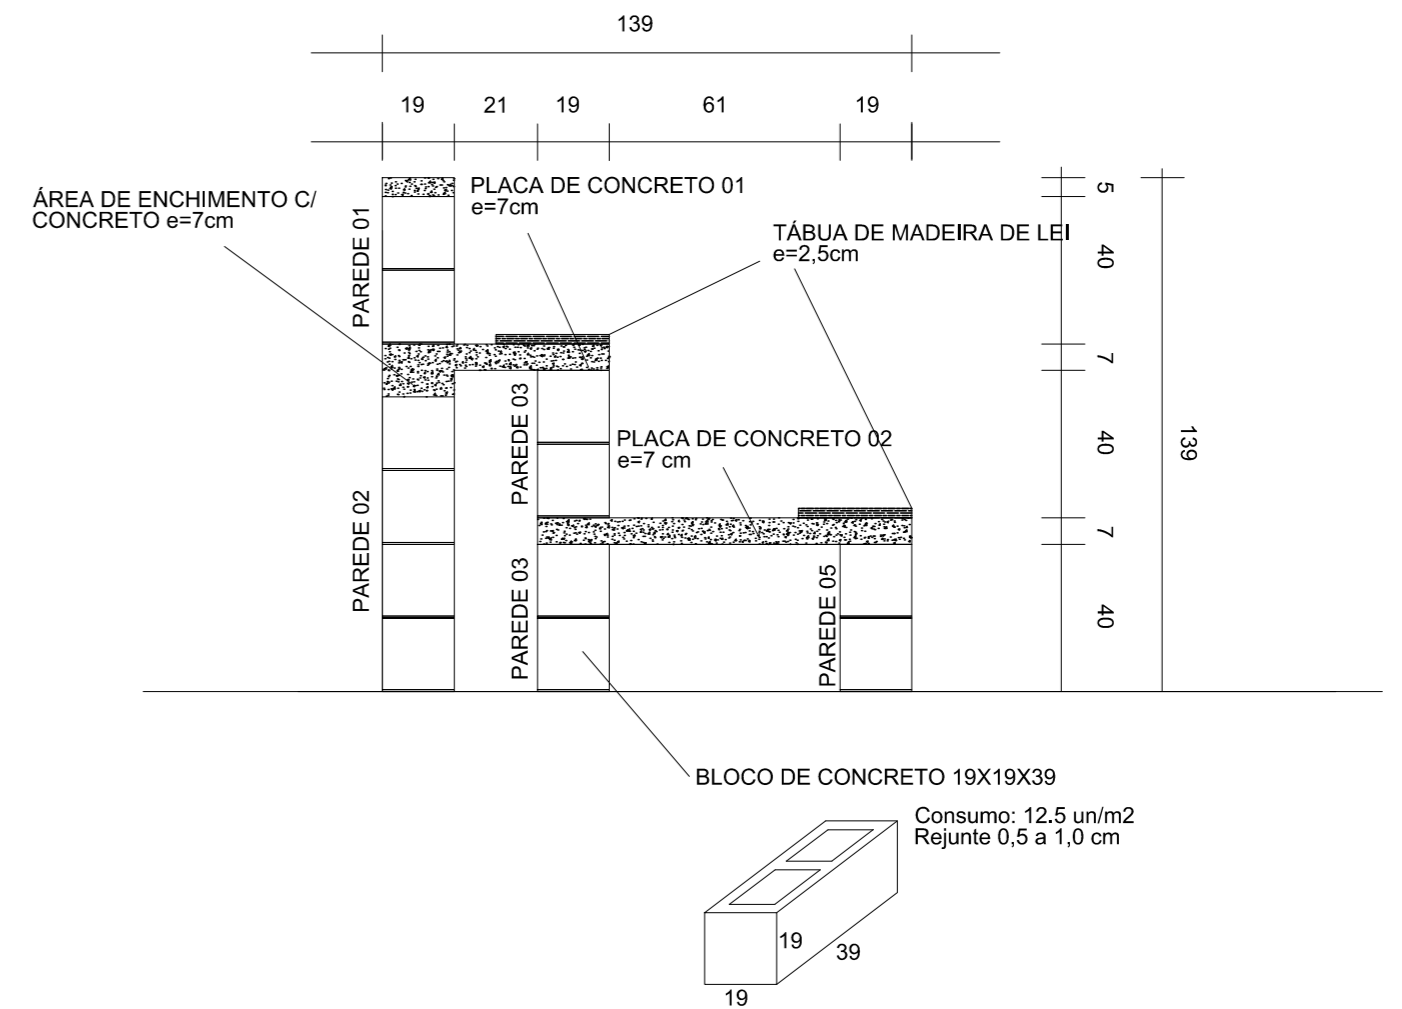 139
19 21 19 61 19
ÁREA DE ENCHIMENTO C/
CONCRETO e=7cm
PLACA DE CONCRETO 01
e=7cm
TÁBUA DE MADEIRA DE LEI
e=2,5cm
PAREDE 01
PAREDE 02
PAREDE 03
PLACA DE CONCRETO 02
e=7 cm
PAREDE 03
PAREDE 05
5
40
7
40
7
40
139
BLOCO DE CONCRETO 19X19X39
Consumo: 12.5 un/m2
Rejunte 0,5 a 1,0 cm
19
39
19